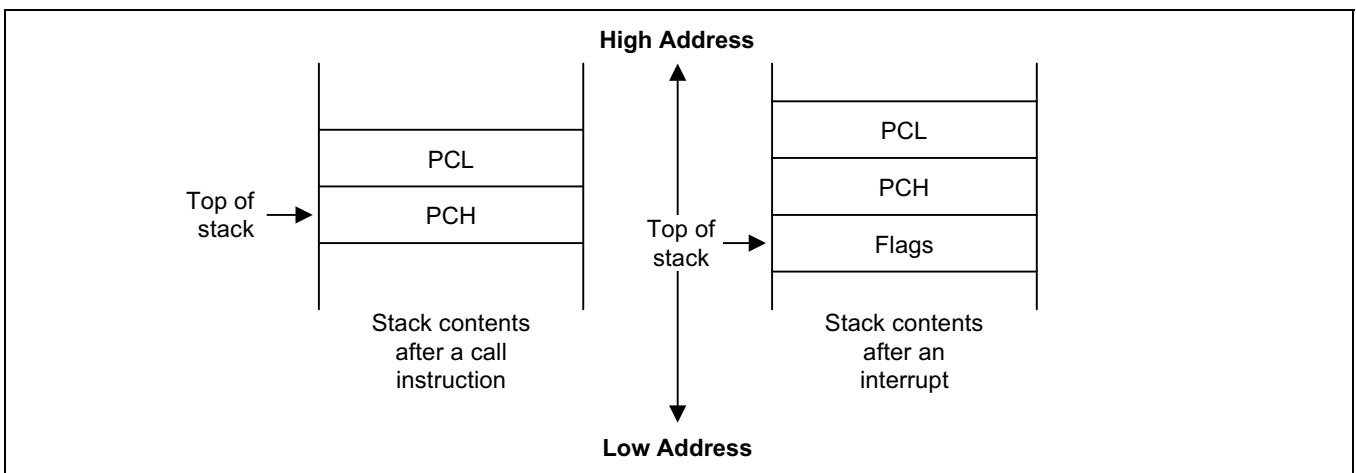 High Address
PCL
PCH
Top of
stack
Stack contents
after a call
instruction
PCL
PCH
Flags
Top of
stack
Stack contents
after an
interrupt
Low Address